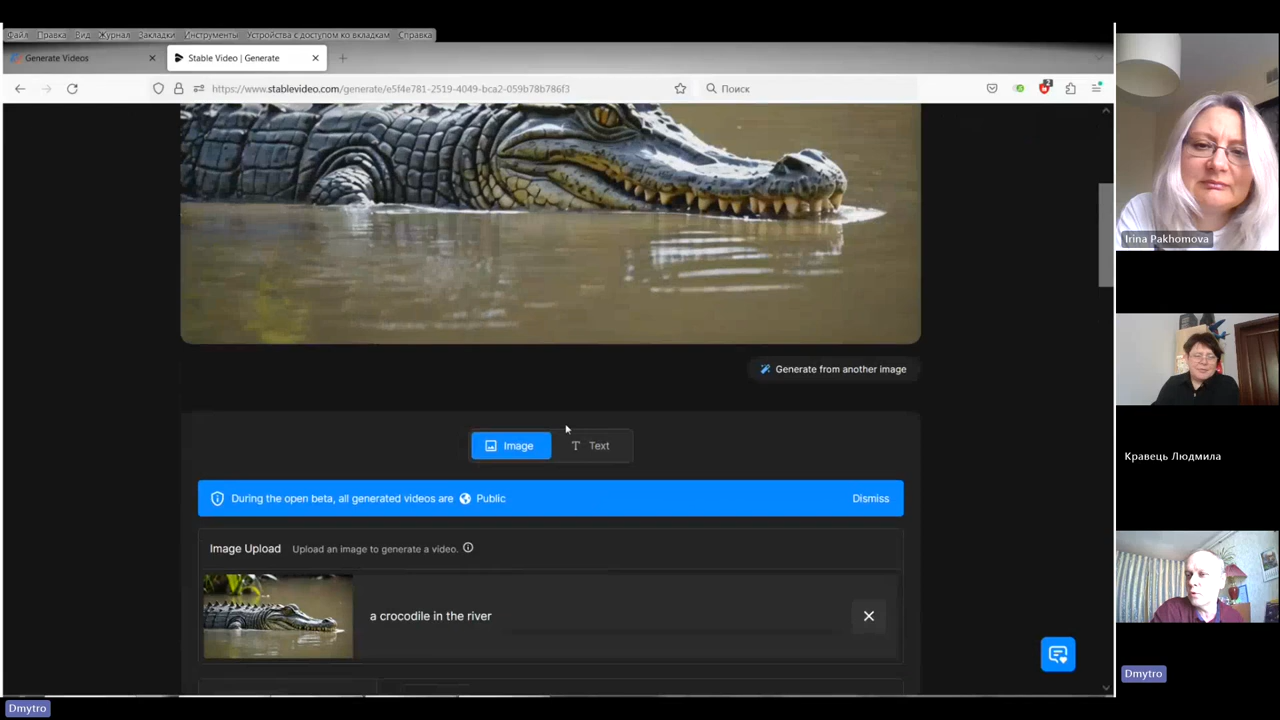 Файл Правка Вид Журнал Закладки Инструменты Устройства с доступом ко вкладкам Справка
Generate Videos
Stable Video | Generate
https://www.stablevideo.com/generate/e5f4e781-2519-4049-bca2-059b78b786f3
Поиск
2
Generate from another image
Image
T Text
During the open beta, all generated videos are Public
Dismiss
Image Upload Upload an image to generate a video.
a crocodile in the river
Irina Pakhomova
Кравець Людмила
Dmytro
Dmytro